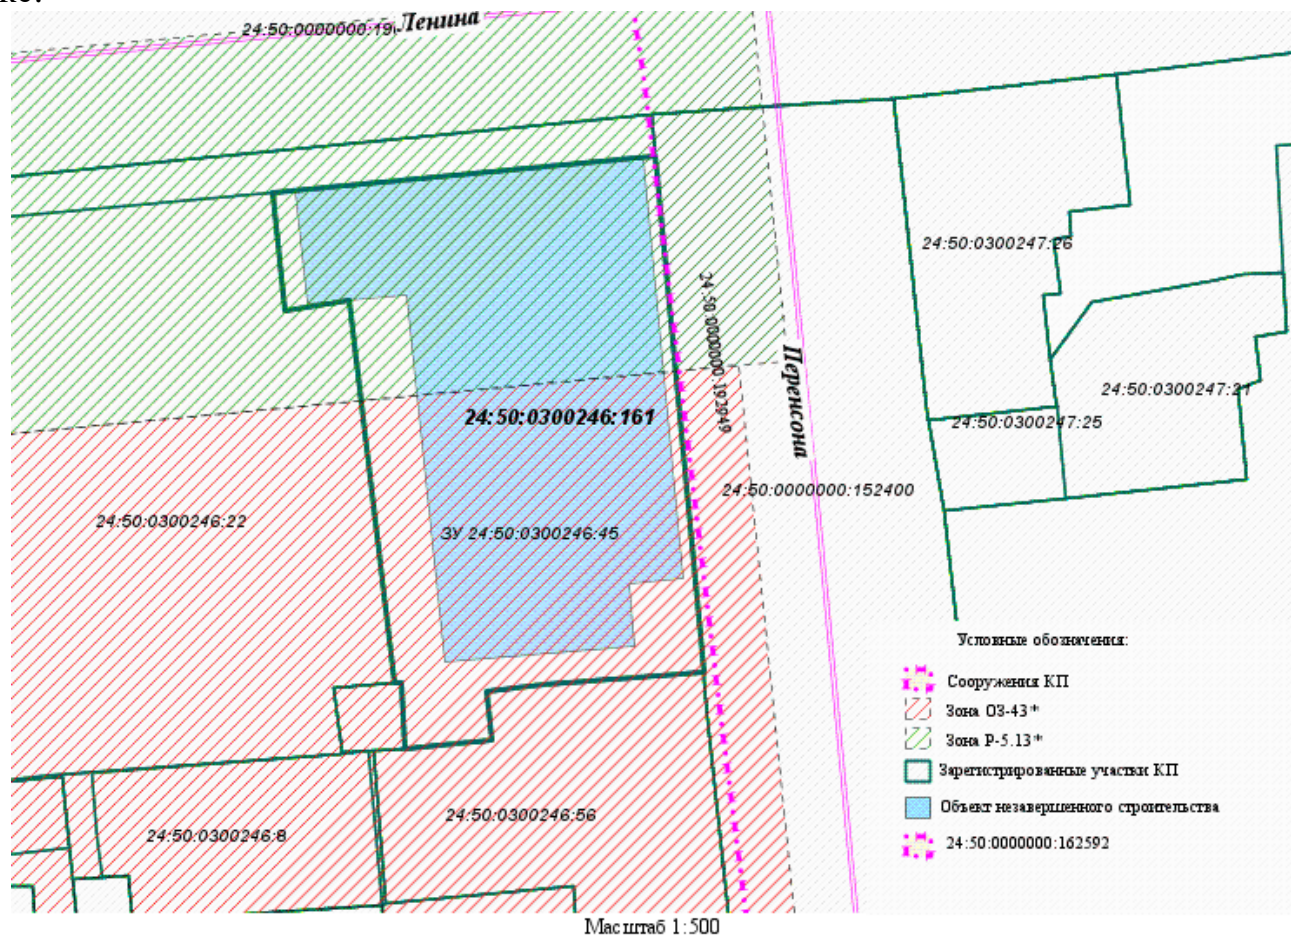 24:50:0000000:19
Ленина
24:50:0300247:26
24:50:0000000:192949
Перенсона
24:50:0300247:21
24:50:0300246:161
24:50:0300247:25
24:50:0000000:152400
24:50:0300246:22
ЗУ 24:50:0300246:45
Условные обозначения:
Сооружения КП
Зона ОЗ-43*
Зона Р-5.13*
Зарегистрированные участки КП
Объект незавершенного строительства
24:50:0000000:162592
24:50:0300246:56
24:50:0300246:8
Масштаб 1:500